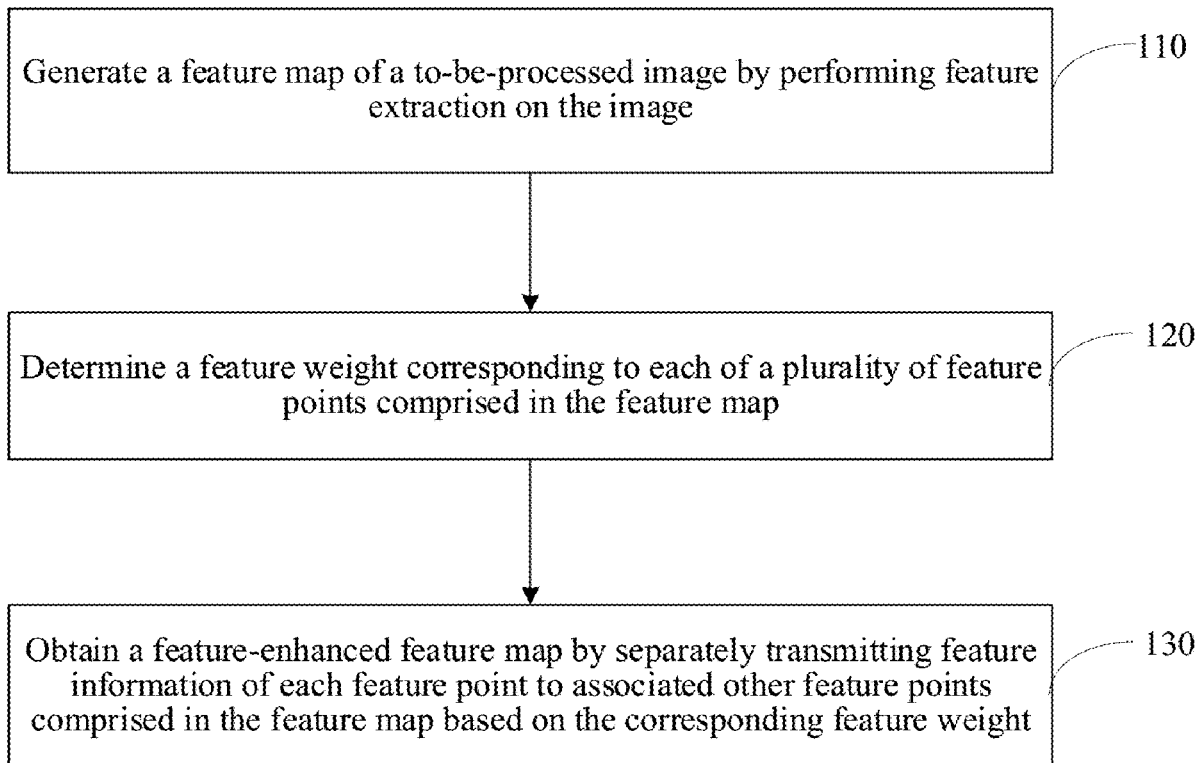 110
Generate a feature map of a to-be-processed image by performing feature
extraction on the image
120
Determine a feature weight corresponding to each of a plurality of feature
points comprised in the feature map
130
Obtain a feature-enhanced feature map by separately transmitting feature
information of each feature point to associated other feature points
comprised in the feature map based on the corresponding feature weight